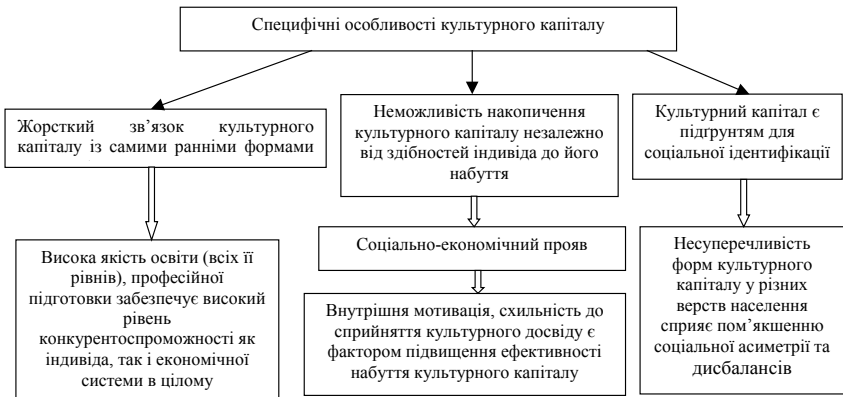 Специфічні особливості культурного капіталу
Жорсткий зв’язок культурного
капіталу із самими ранніми формами
Неможливість накопичення
культурного капіталу незалежно
від здібностей індивіда до його
набуття
Культурний капітал є
підґрунтям для
соціальної ідентифікації
Висока якість освіти (всіх її
рівнів), професійної
підготовки забезпечує високий
рівень
конкурентоспроможності як
індивіда, так і економічної
системи в цілому
Соціально-економічний прояв
Внутрішня мотивація, схильність до
сприйняття культурного досвіду є
фактором підвищення ефективності
набуття культурного капіталу
Несуперечливість
форм культурного
капіталу у різних
верств населення
сприяє пом’якшенню
соціальної асиметрії та
дисбалансів